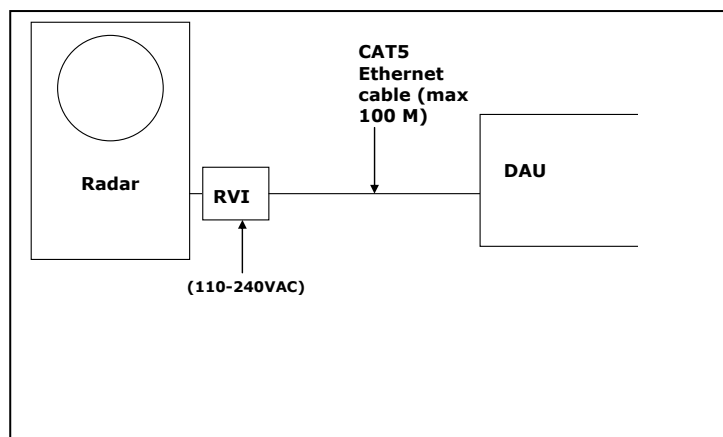 CAT5
Ethernet
cable (max
100 M)
Radar
RVI
DAU
(110-240VAC)